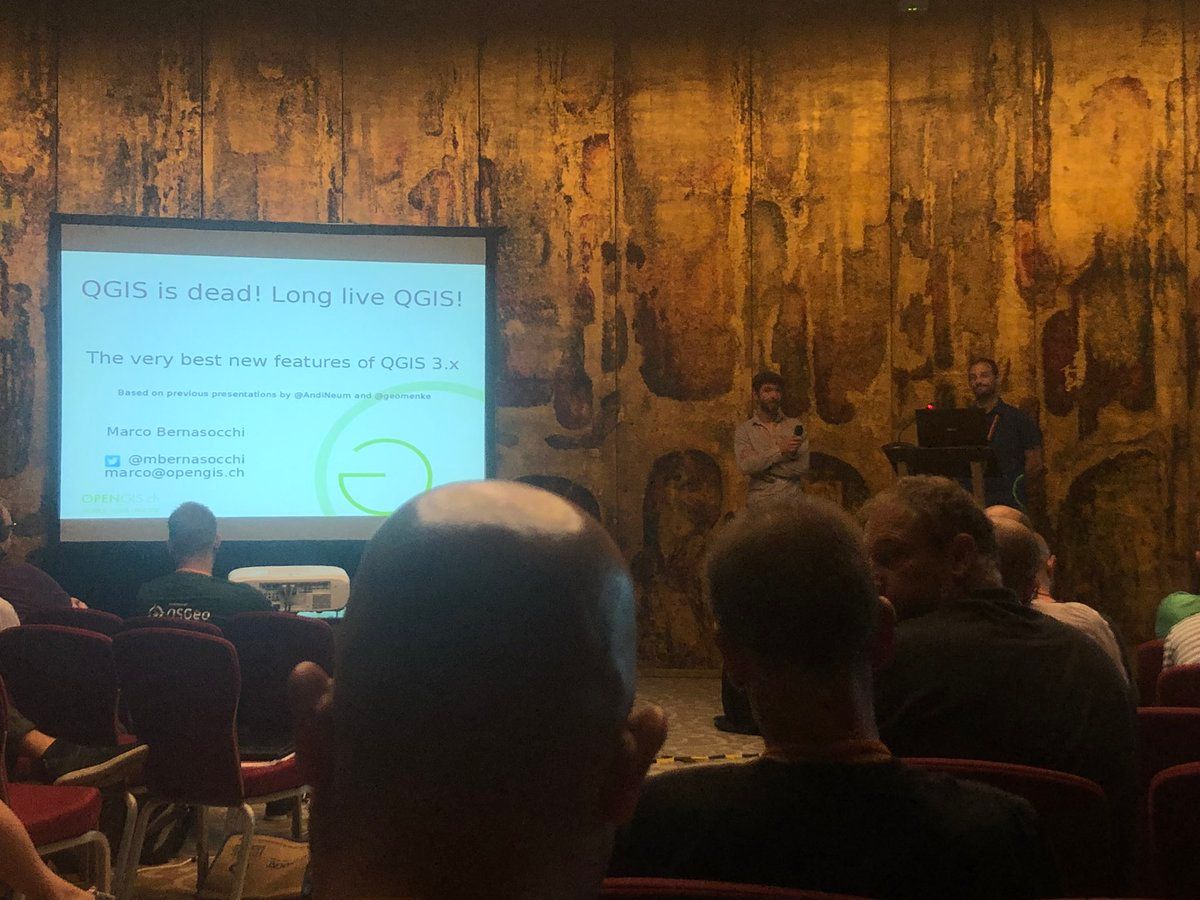 QGIS is dead! Long live QGIS!
The very best new features of QGIS 3.x
Based on previous presentations by @AndiNeum and @geomenke
Marco Bernasocchi
@mbernasocchi
marco@opengis.ch
OPENGIS.ch
OSGeo